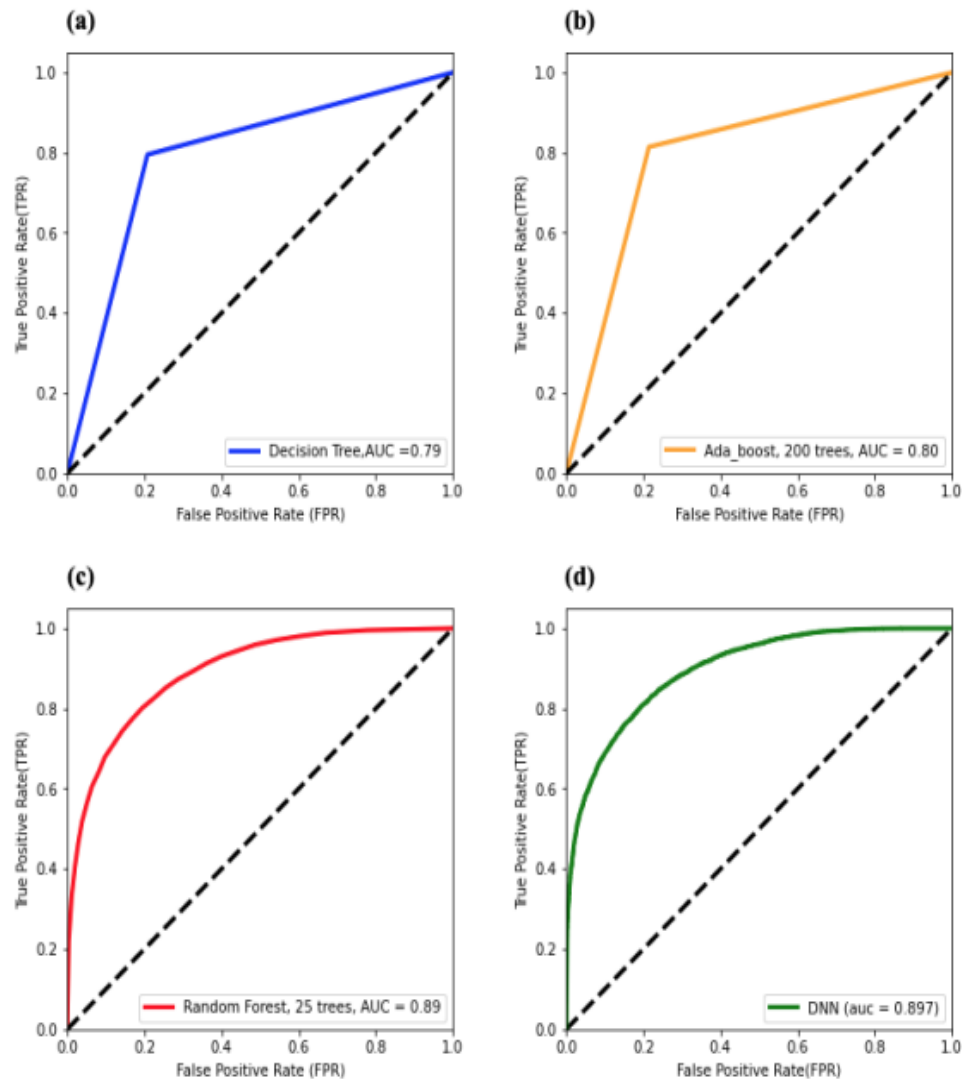 (a)
True Positive Rate(TPR)
1.0
0.8
0.6
0.4
0.2
0.0
Decision Tree,AUC =0.79
0.0 0.2 0.4 0.6 0.8 1.0
False Positive Rate (FPR)
(b)
True Positive Rate(TPR)
1.0
0.8
0.6
0.4
0.2
0.0
Ada_boost, 200 trees, AUC = 0.80
0.0 0.2 0.4 0.6 0.8 1.0
False Positive Rate (FPR)
(c)
True Positive Rate(TPR)
1.0
0.8
0.6
0.4
0.2
0.0
Random Forest, 25 trees, AUC = 0.89
0.0 0.2 0.4 0.6 0.8 1.0
False Positive Rate (FPR)
(d)
True Positive Rate(TPR)
1.0
0.8
0.6
0.4
0.2
0.0
DNN (auc = 0.897)
0.0 0.2 0.4 0.6 0.8 1.0
False Positive Rate(FPR)